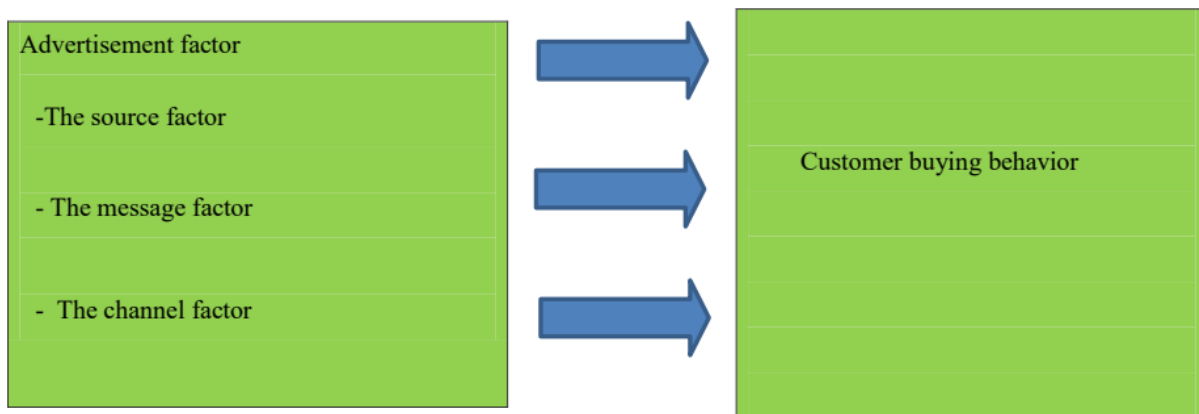 Advertisement factor
-The source factor
Customer buying behavior
- The message factor
- The channel factor